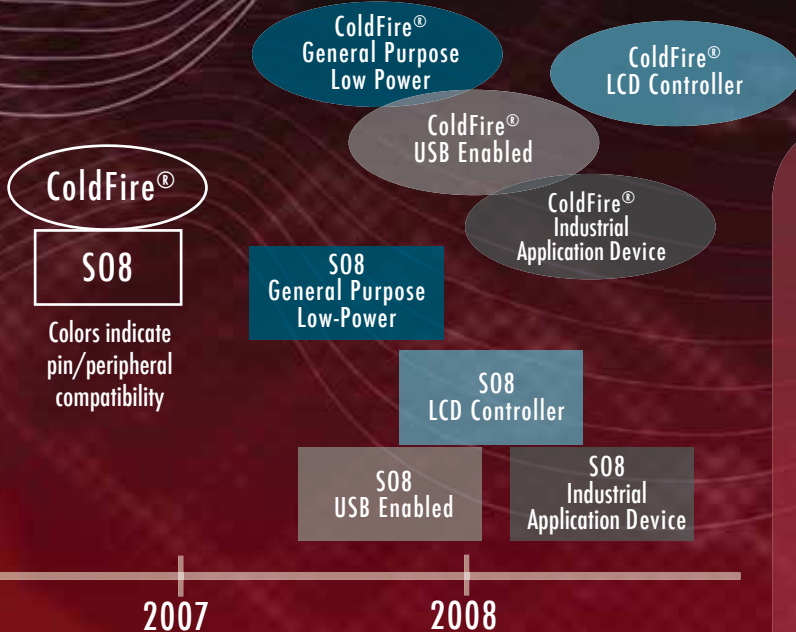 ColdFire®
General Purpose
Low Power
ColdFire®
LCD Controller
ColdFire®
USB Enabled
ColdFire®
Industrial
Application Device
ColdFire®
S08
Colors indicate
pin/peripheral
compatibility
S08
General Purpose
Low-Power
S08
LCD Controller
S08
USB Enabled
S08
Industrial
Application Device
2007
2008